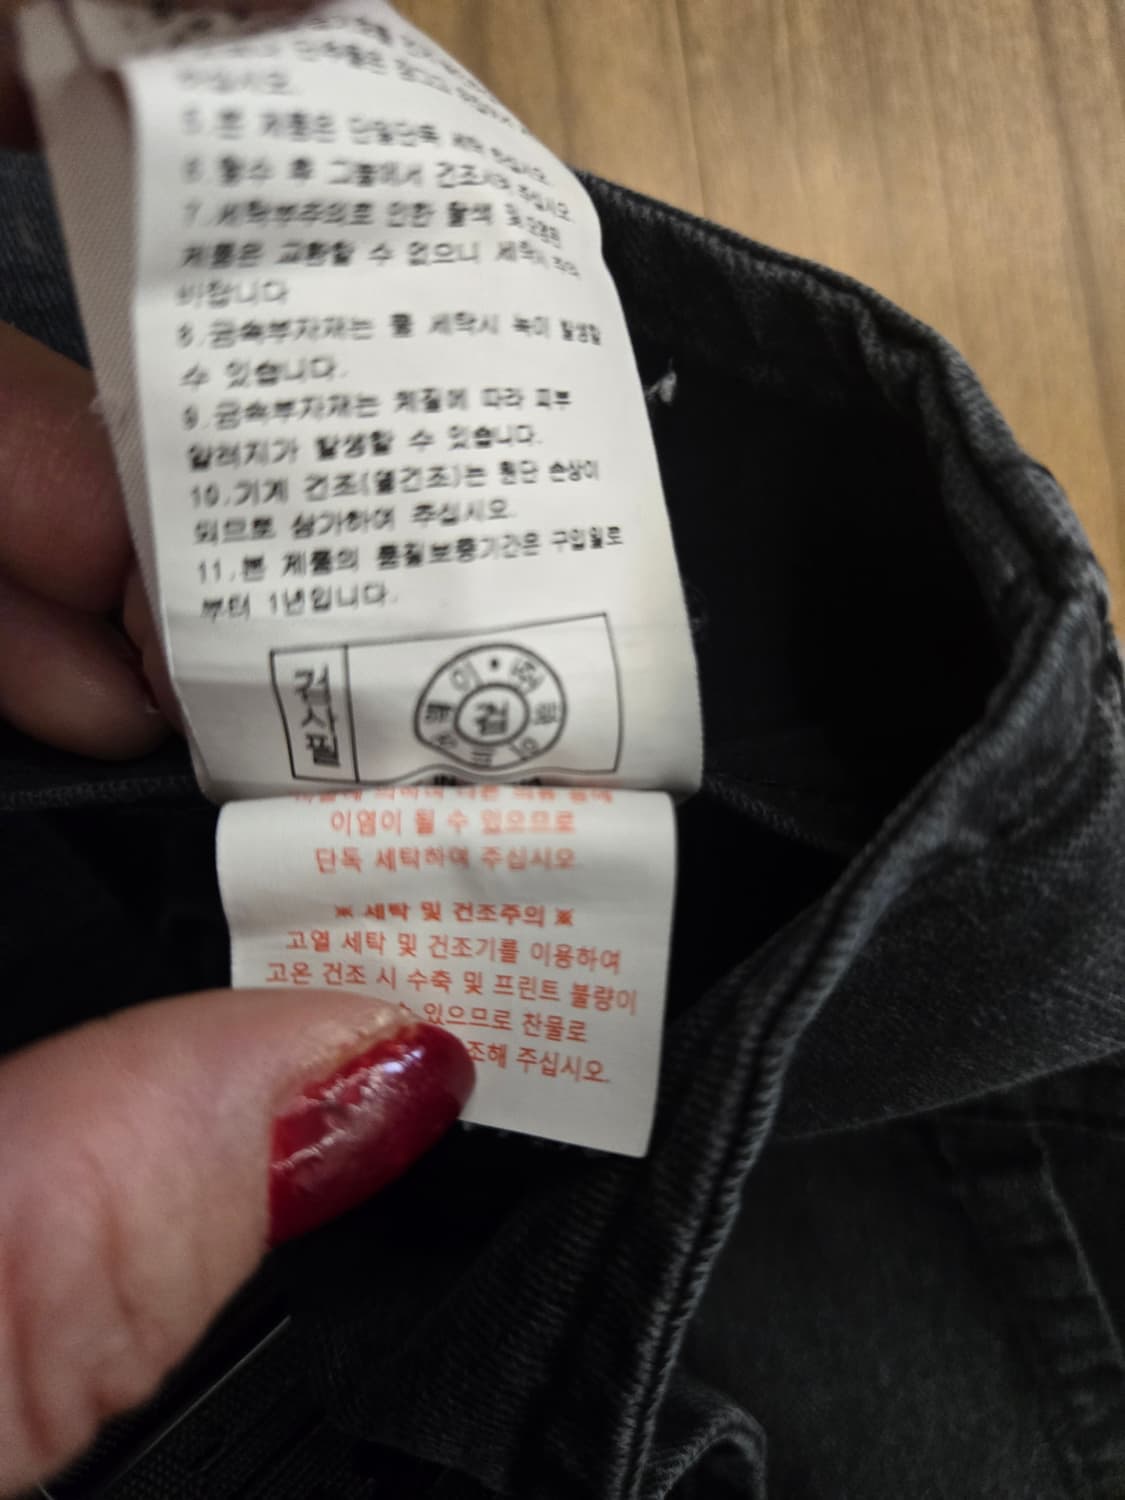 하십시오.
5.본 제품은 단일단독 세탁 하십시오.
6.탈수 후 그늘에서 건조시켜 주십시오.
7.세탁부주의로 인한 탈색 및
제품은 교환할 수 없으니 세탁시 주의
바랍니다
8.금속부자재는 물 세탁시 녹이 발생할
수 있습니다.
9.금속부자재는 체질에 따라 피부
알러지가 발생할 수 있습니다.
10.기계 건조(열건조)는 원단 손상이
되므로 삼가하여 주십시오.
11.본 제품의 품질보증기간은 구입일로
부터 1년입니다.
검사필
검
이염이 될 수 있으므로
단독 세탁하여 주십시오
※ 세탁 및 건조주의 ※
고열 세탁 및 건조기를 이용하여
고온 건조 시 수축 및 프린트 불량이
수 있으므로 찬물로
조해 주십시오.